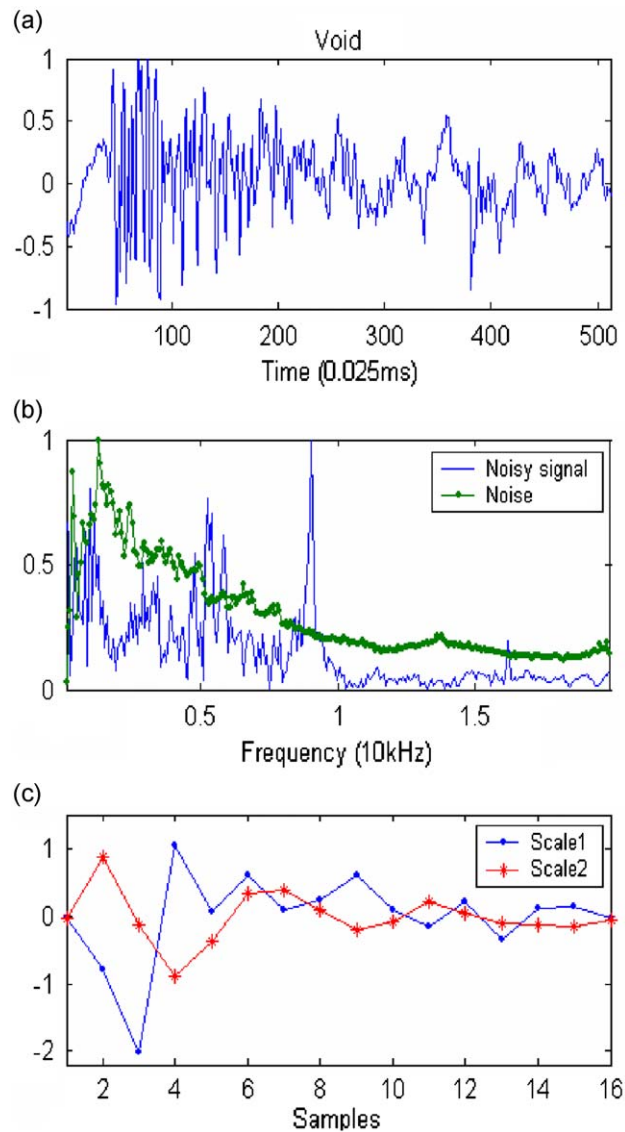 (a)
Void
1
0.5
0
-0.5
-1
100 200 300 400 500
Time (0.025ms)
(b)
1
0.5
0
Noisy signal
Noise
0.5 1 1.5
Frequency (10kHz)
(c)
1
0
-1
-2
Scale1
Scale2
2 4 6 8 10 12 14 16
Samples